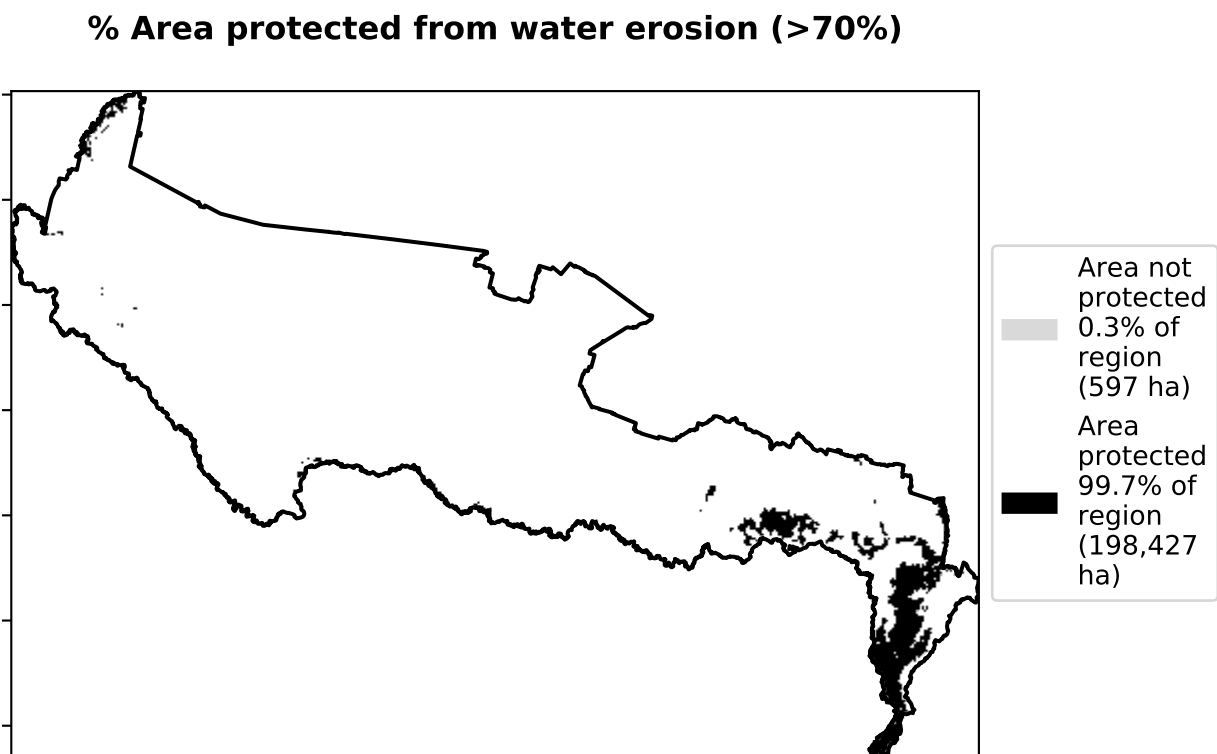 % Area protected from water erosion (>70%)
Area not
protected
0.3% of
region
(597 ha)
Area
protected
99.7% of
region
(198,427
ha)